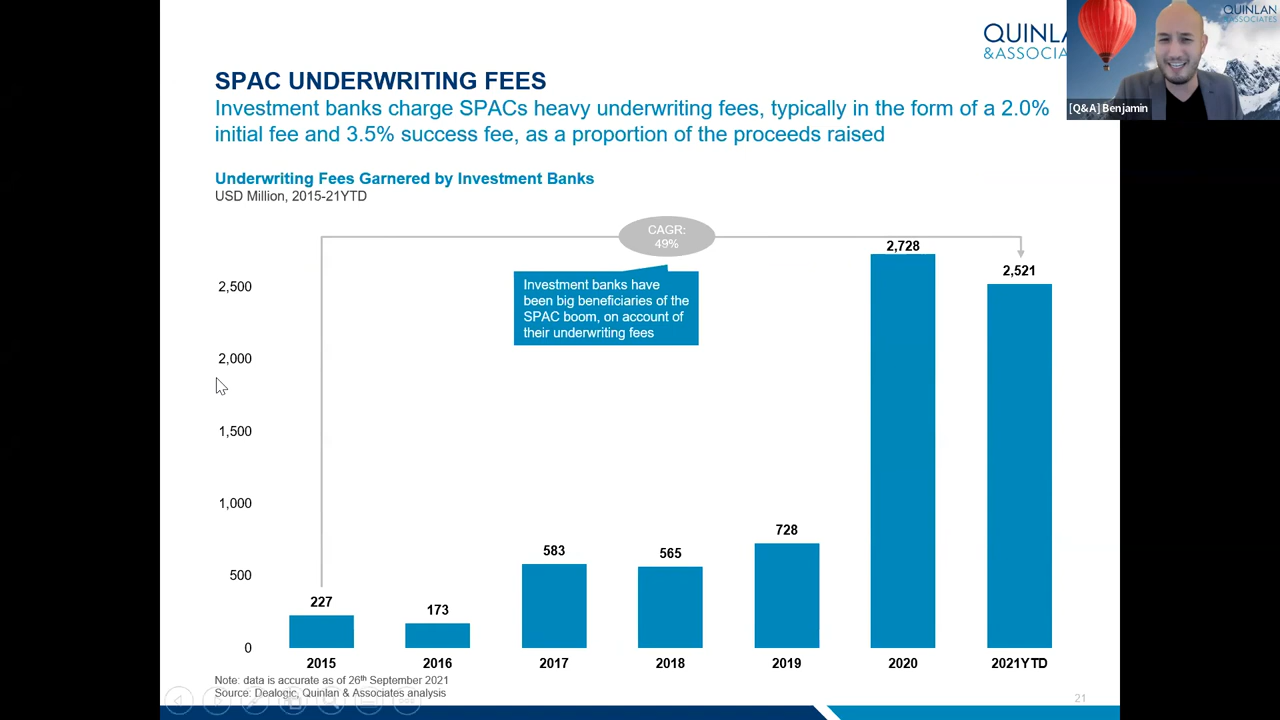 QUINLAN
&ASSOCIATES
QUINL
&ASSOCIA
[Q&A] Benjamin
SPAC UNDERWRITING FEES
Investment banks charge SPACs heavy underwriting fees, typically in the form of a 2.0%
initial fee and 3.5% success fee, as a proportion of the proceeds raised
Underwriting Fees Garnered by Investment Banks
USD Million, 2015-21YTD
CAGR:
49%
Investment banks have
been big beneficiaries of the
SPAC boom, on account of
their underwriting fees
2,500
2,000
1,500
1,000
500
0
227
173
583
565
728
2,728
2,521
2015
2016
2017
2018
2019
2020
2021YTD
Note: data is accurate as of 26th September 2021
Source: Dealogic, Quinlan & Associates analysis
21